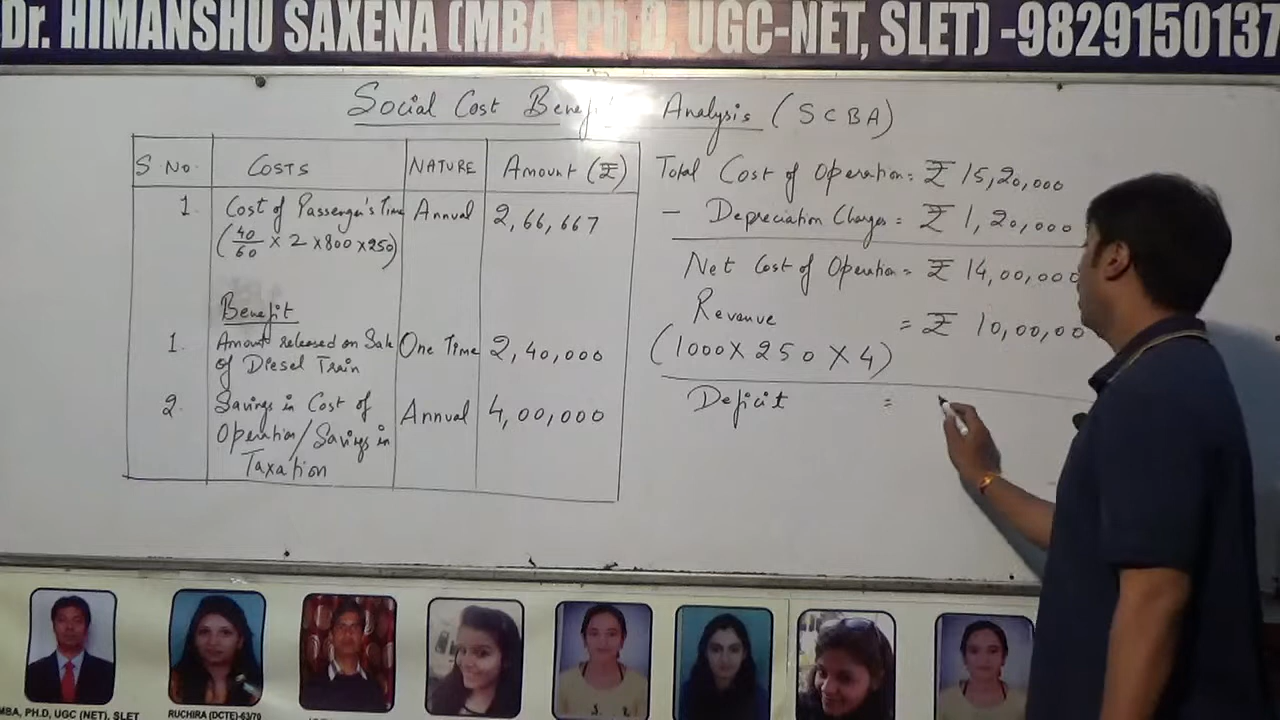 Dr. HIMANSHU SAXENA (MBA, Ph.D, UGC-NET, SLET) -9829150137
Social Cost Benef Analysis (SCBA)
S No. COSTS NATURE Amount (₹)
1. Cost of Passenger's Time Annual 2,66,667
(40/60 × 2 × 800 × 250)
Benefit
1. Amount released on Sale One Time 2,40,000
of Diesel Train
2. Savings in Cost of Annual 4,00,000
Operation/Savings in
Taxation
Total Cost of Operation = ₹ 15,20,000
- Depreciation Charges = ₹ 1,20,000
Net Cost of Operation = ₹ 14,00,000
Revenue = ₹ 10,00,00
(1000 × 250 × 4)
Deficit =
MBA, PH.D, UGC (NET), SLET
RUCHIRA (DCTE)-63/70